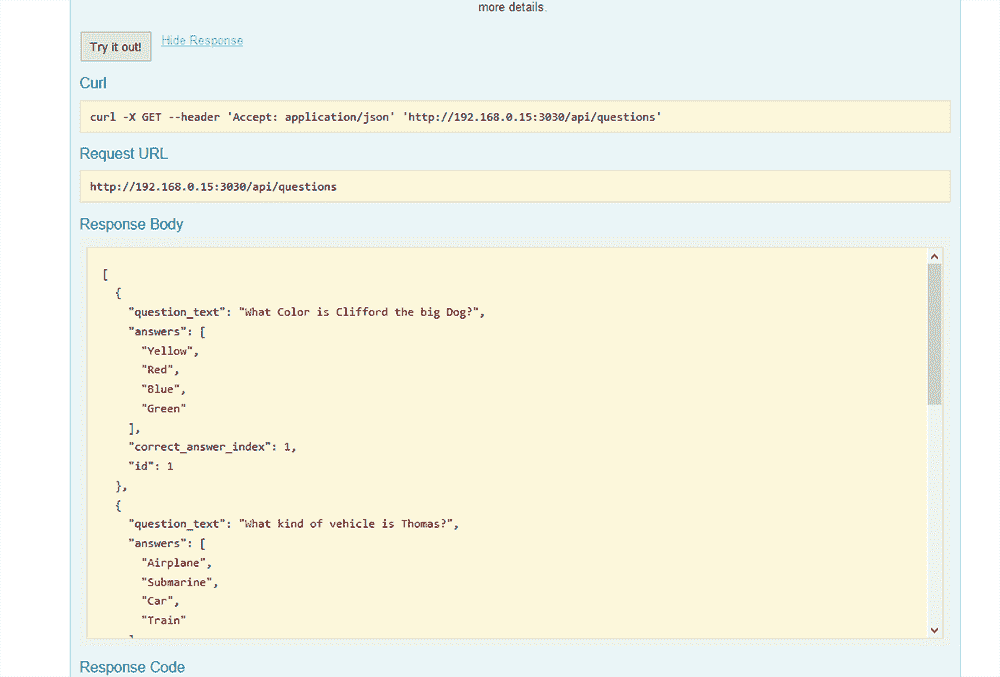 more details.
Try it out! Hide Response
Curl
curl -X GET --header 'Accept: application/json' 'http://192.168.0.15:3030/api/questions'
Request URL
http://192.168.0.15:3030/api/questions
Response Body
[
{
"question_text": "What Color is Clifford the big Dog?",
"answers": [
"Yellow",
"Red",
"Blue",
"Green"
],
"correct_answer_index": 1,
"id": 1
},
{
"question_text": "What kind of vehicle is Thomas?",
"answers": [
"Airplane",
"Submarine",
"Car",
"Train"
Response Code